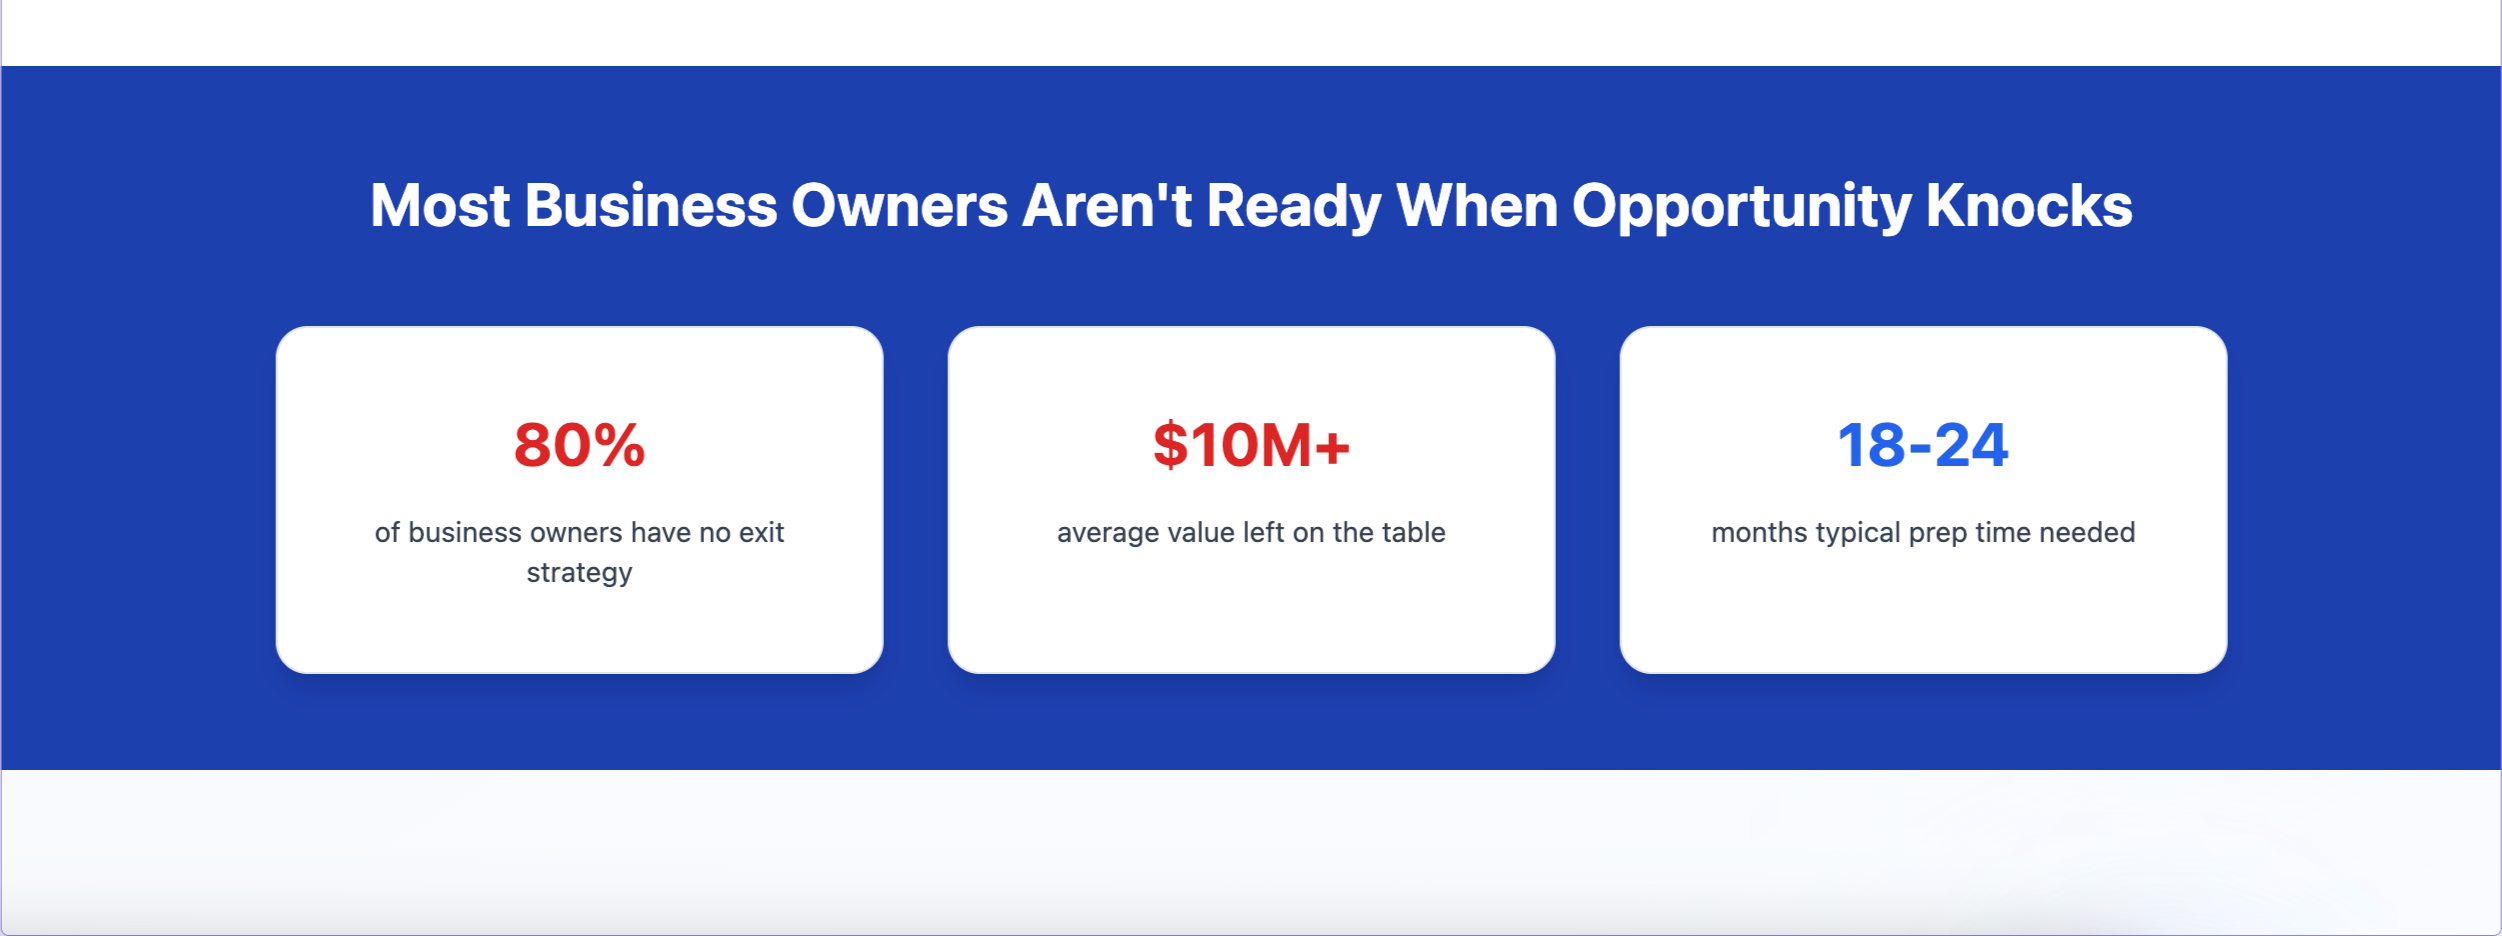 Most Business Owners Aren't Ready When Opportunity Knocks
80%
of business owners have no exit
strategy
$10M+
average value left on the table
18-24
months typical prep time needed